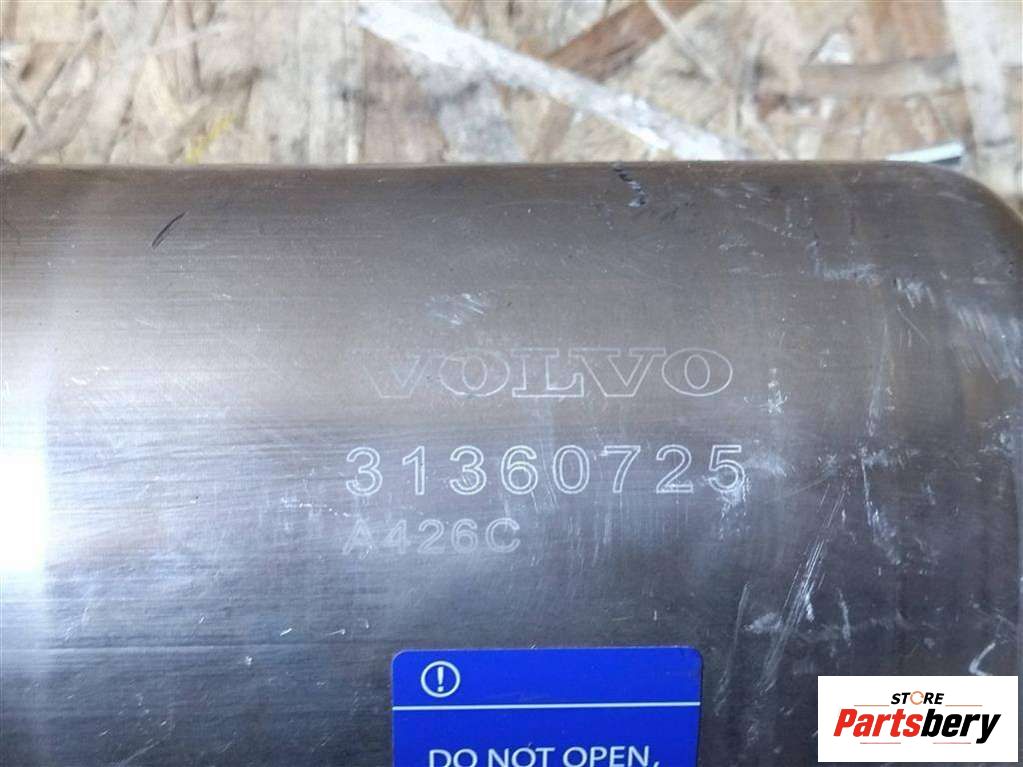 VOLVO
31360725
A426C
!
DO NOT OPEN,
STORE
Partsbery